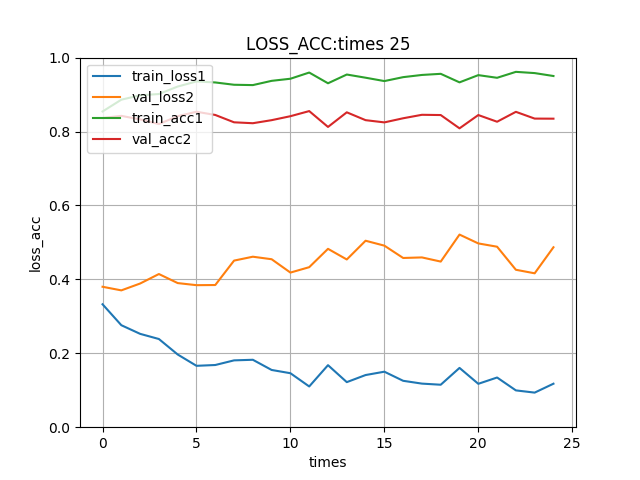 LOSS_ACC:times 25
train_loss1
val_loss2
train_acc1
val_acc2
loss_acc
1.0
0.8
0.6
0.4
0.2
0.0
0 5 10 15 20 25
times